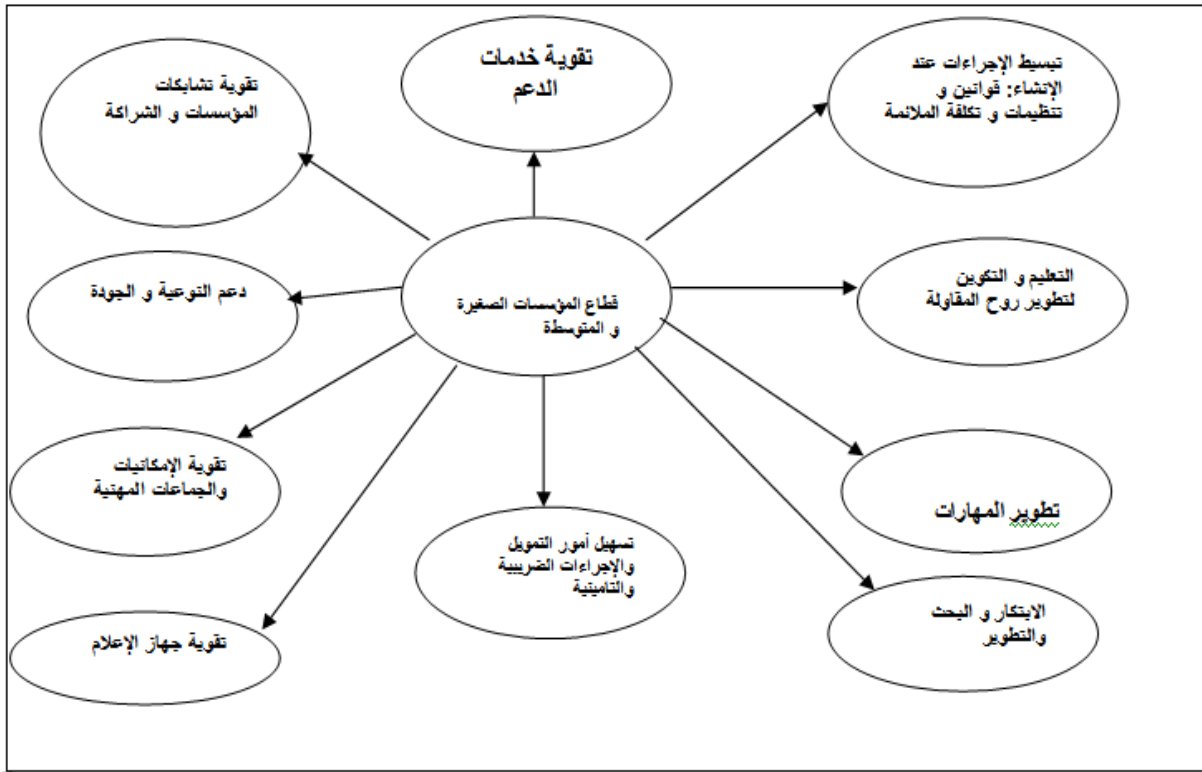 تبسيط الإجراءات عند
الإنشاء: قوانين و
تنظيمات و تكلفة الملائمة
تقوية خدمات
الدعم
تقوية تشابكات
المؤسسات و الشراكة
التعليم و التكوين
لتطوير روح المقاولة
قطاع المؤسسات الصغيرة
و المتوسطة
دعم النوعية و الجودة
تطوير المهارات
تقوية الإمكانيات
والجماعات المهنية
تسهيل أمور التمويل
والإجراءات الضريبية
والتامينية
الابتكار و البحث
والتطوير
تقوية جهاز الإعلام